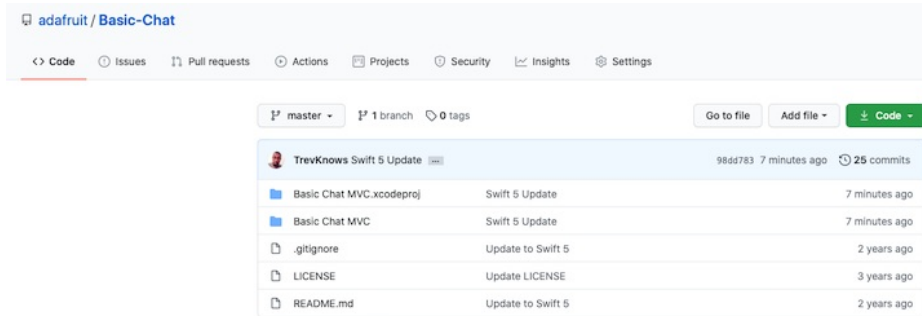 adafruit / Basic-Chat
Code Issues Pull requests Actions Projects Security Insights Settings
master 1 branch 0 tags Go to file Add file Code
TrevKnows Swift 5 Update ... 98dd783 7 minutes ago 25 commits
Basic Chat MVC.xcodeproj Swift 5 Update 7 minutes ago
Basic Chat MVC Swift 5 Update 7 minutes ago
.gitignore Update to Swift 5 2 years ago
LICENSE Update LICENSE 3 years ago
README.md Update to Swift 5 2 years ago